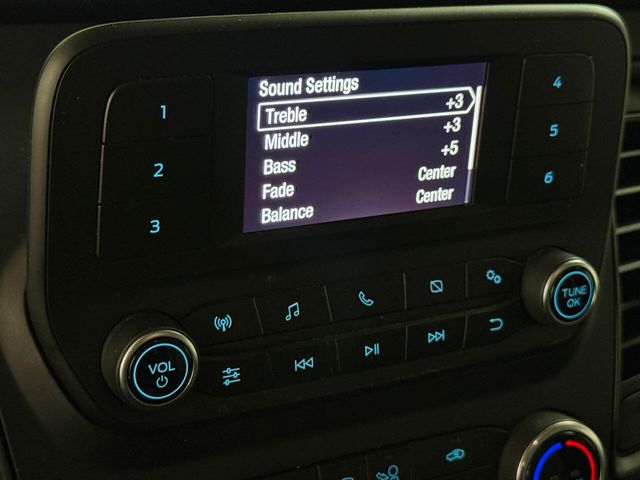 Sound Settings
Treble +3
Middle +3
Bass +5
Fade Center
Balance Center
1
2
3
4
5
6
VOL
TUNE
OK